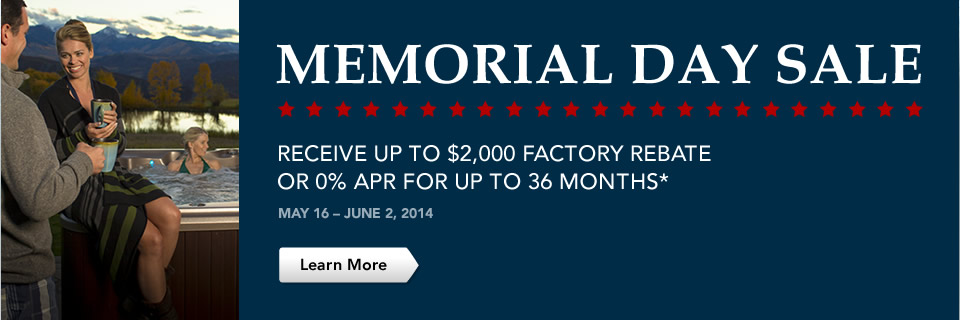 MEMORIAL DAY SALE
RECEIVE UP TO $2,000 FACTORY REBATE
OR 0% APR FOR UP TO 36 MONTHS*
MAY 16 – JUNE 2, 2014
Learn More